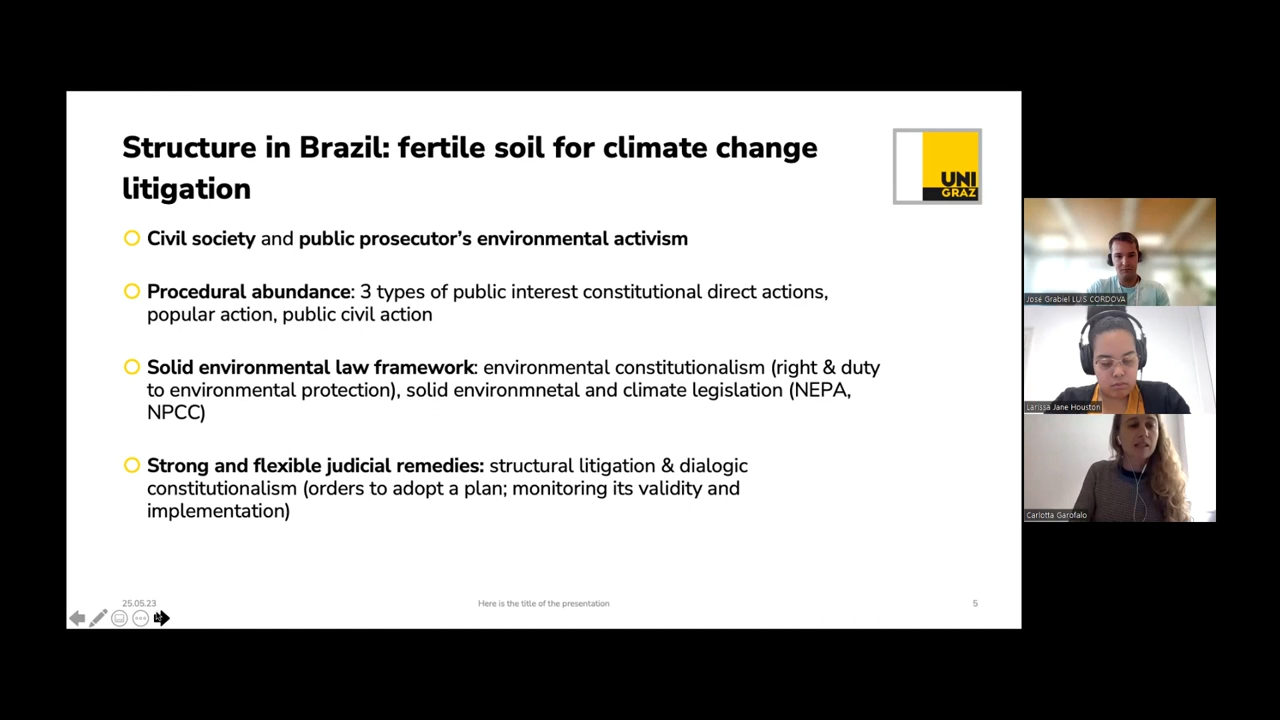 Structure in Brazil: fertile soil for climate change
litigation
UNI
GRAZ
Civil society and public prosecutor's environmental activism
Procedural abundance: 3 types of public interest constitutional direct actions,
popular action, public civil action
Solid environmental law framework: environmental constitutionalism (right & duty
to environmental protection), solid environmnetal and climate legislation (NEPA,
NPCC)
Strong and flexible judicial remedies: structural litigation & dialogic
constitutionalism (orders to adopt a plan; monitoring its validity and
implementation)
25.05.23
Here is the title of the presentation
5
José Grabiel LUIS CORDOVA
Larissa Jane Houston
Carlotta Garofalo